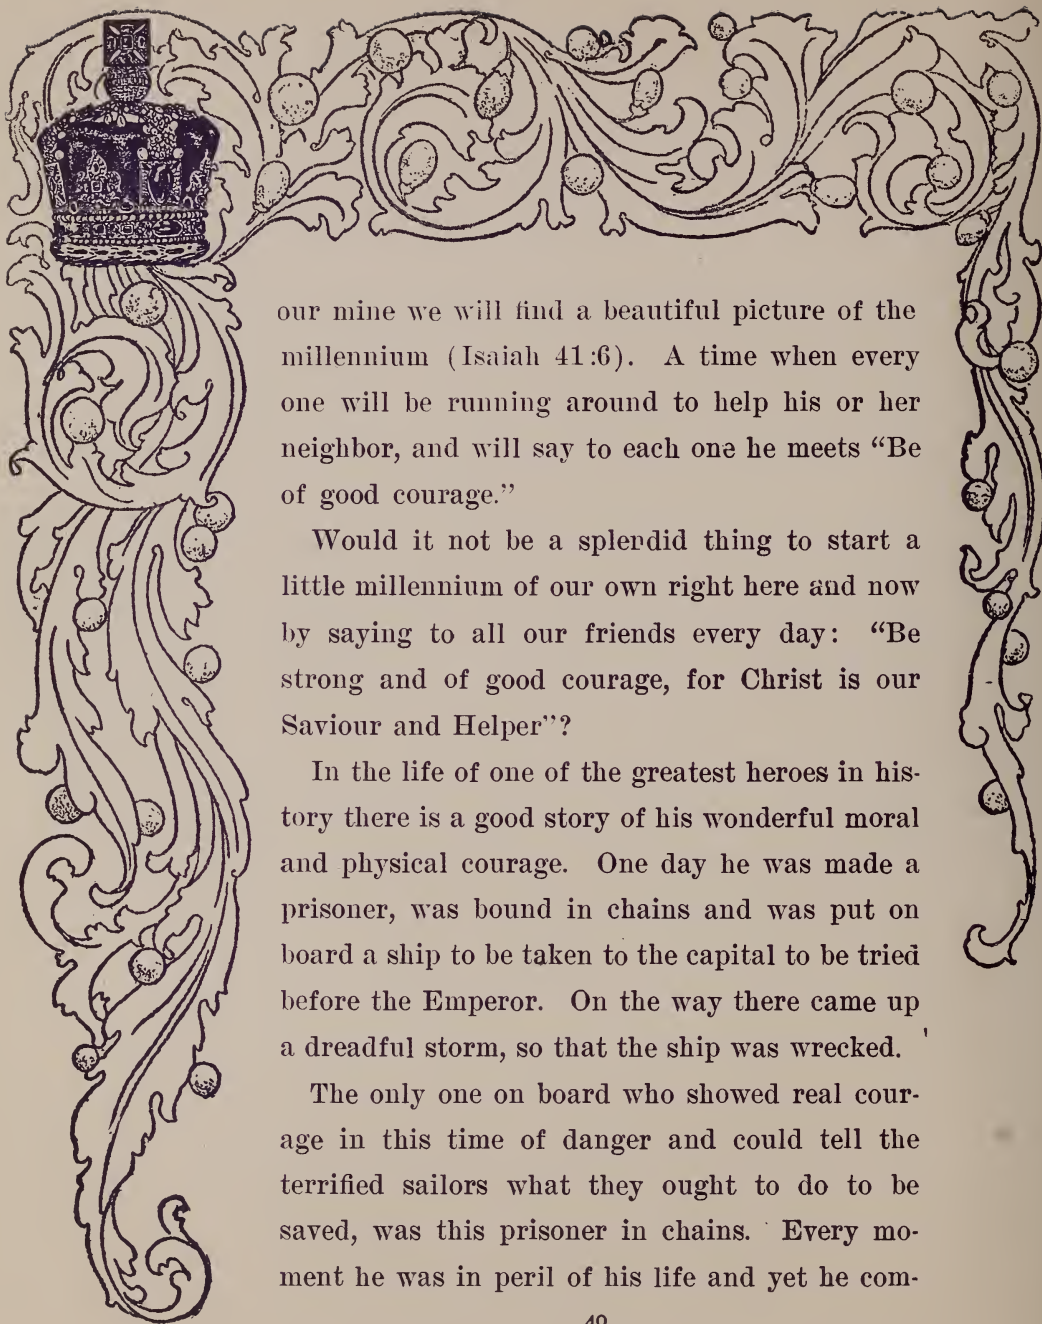 our mine we will find a beautiful picture of the
millennium (Isaiah 41:6). A time when every
one will be running around to help his or her
neighbor, and will say to each one he meets “Be
of good courage.”
Would it not be a splendid thing to start a
little millennium of our own right here and now
by saying to all our friends every day: “Be
strong and of good courage, for Christ is our
Saviour and Helper”?
In the life of one of the greatest heroes in his-
tory there is a good story of his wonderful moral
and physical courage. One day he was made a
prisoner, was bound in chains and was put on
board a ship to be taken to the capital to be tried
before the Emperor. On the way there came up
a dreadful storm, so that the ship was wrecked.
The only one on board who showed real cour-
age in this time of danger and could tell the
terrified sailors what they ought to do to be
saved, was this prisoner in chains. Every mo-
ment he was in peril of his life and yet he com-